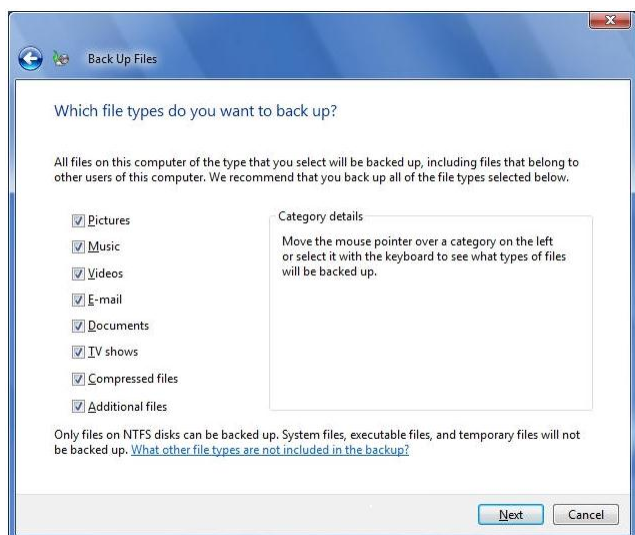 Back Up Files
Which file types do you want to back up?
All files on this computer of the type that you select will be backed up, including files that belong to
other users of this computer. We recommend that you back up all of the file types selected below.
Pictures
Music
Videos
E-mail
Documents
TV shows
Compressed files
Additional files
Category details
Move the mouse pointer over a category on the left
or select it with the keyboard to see what types of files
will be backed up.
Only files on NTFS disks can be backed up. System files, executable files, and temporary files will not
be backed up. What other file types are not included in the backup?
Next
Cancel